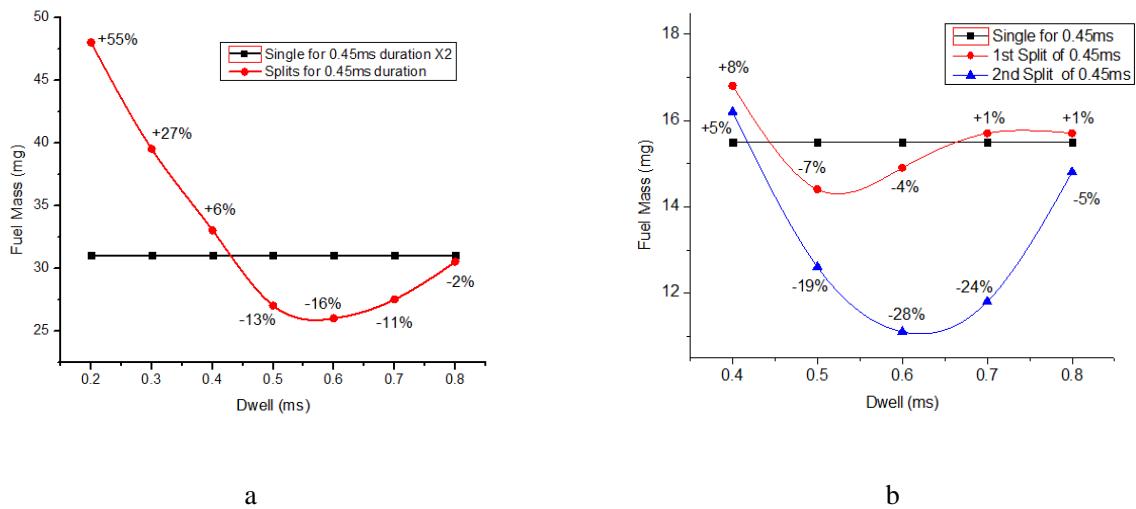 50
45
40
35
30
25
Fuel Mass (mg)
+55%
+27%
+6%
-13%
-16%
-11%
-2%
Single for 0.45ms duration X2
Splits for 0.45ms duration
0.2 0.3 0.4 0.5 0.6 0.7 0.8
Dwell (ms)
a
18
16
14
12
Fuel Mass (mg)
Single for 0.45ms
1st Split of 0.45ms
2nd Split of 0.45ms
+8%
+5%
-7%
-4%
+1%
+1%
-19%
-28%
-24%
-5%
0.4 0.5 0.6 0.7 0.8
Dwell (ms)
b